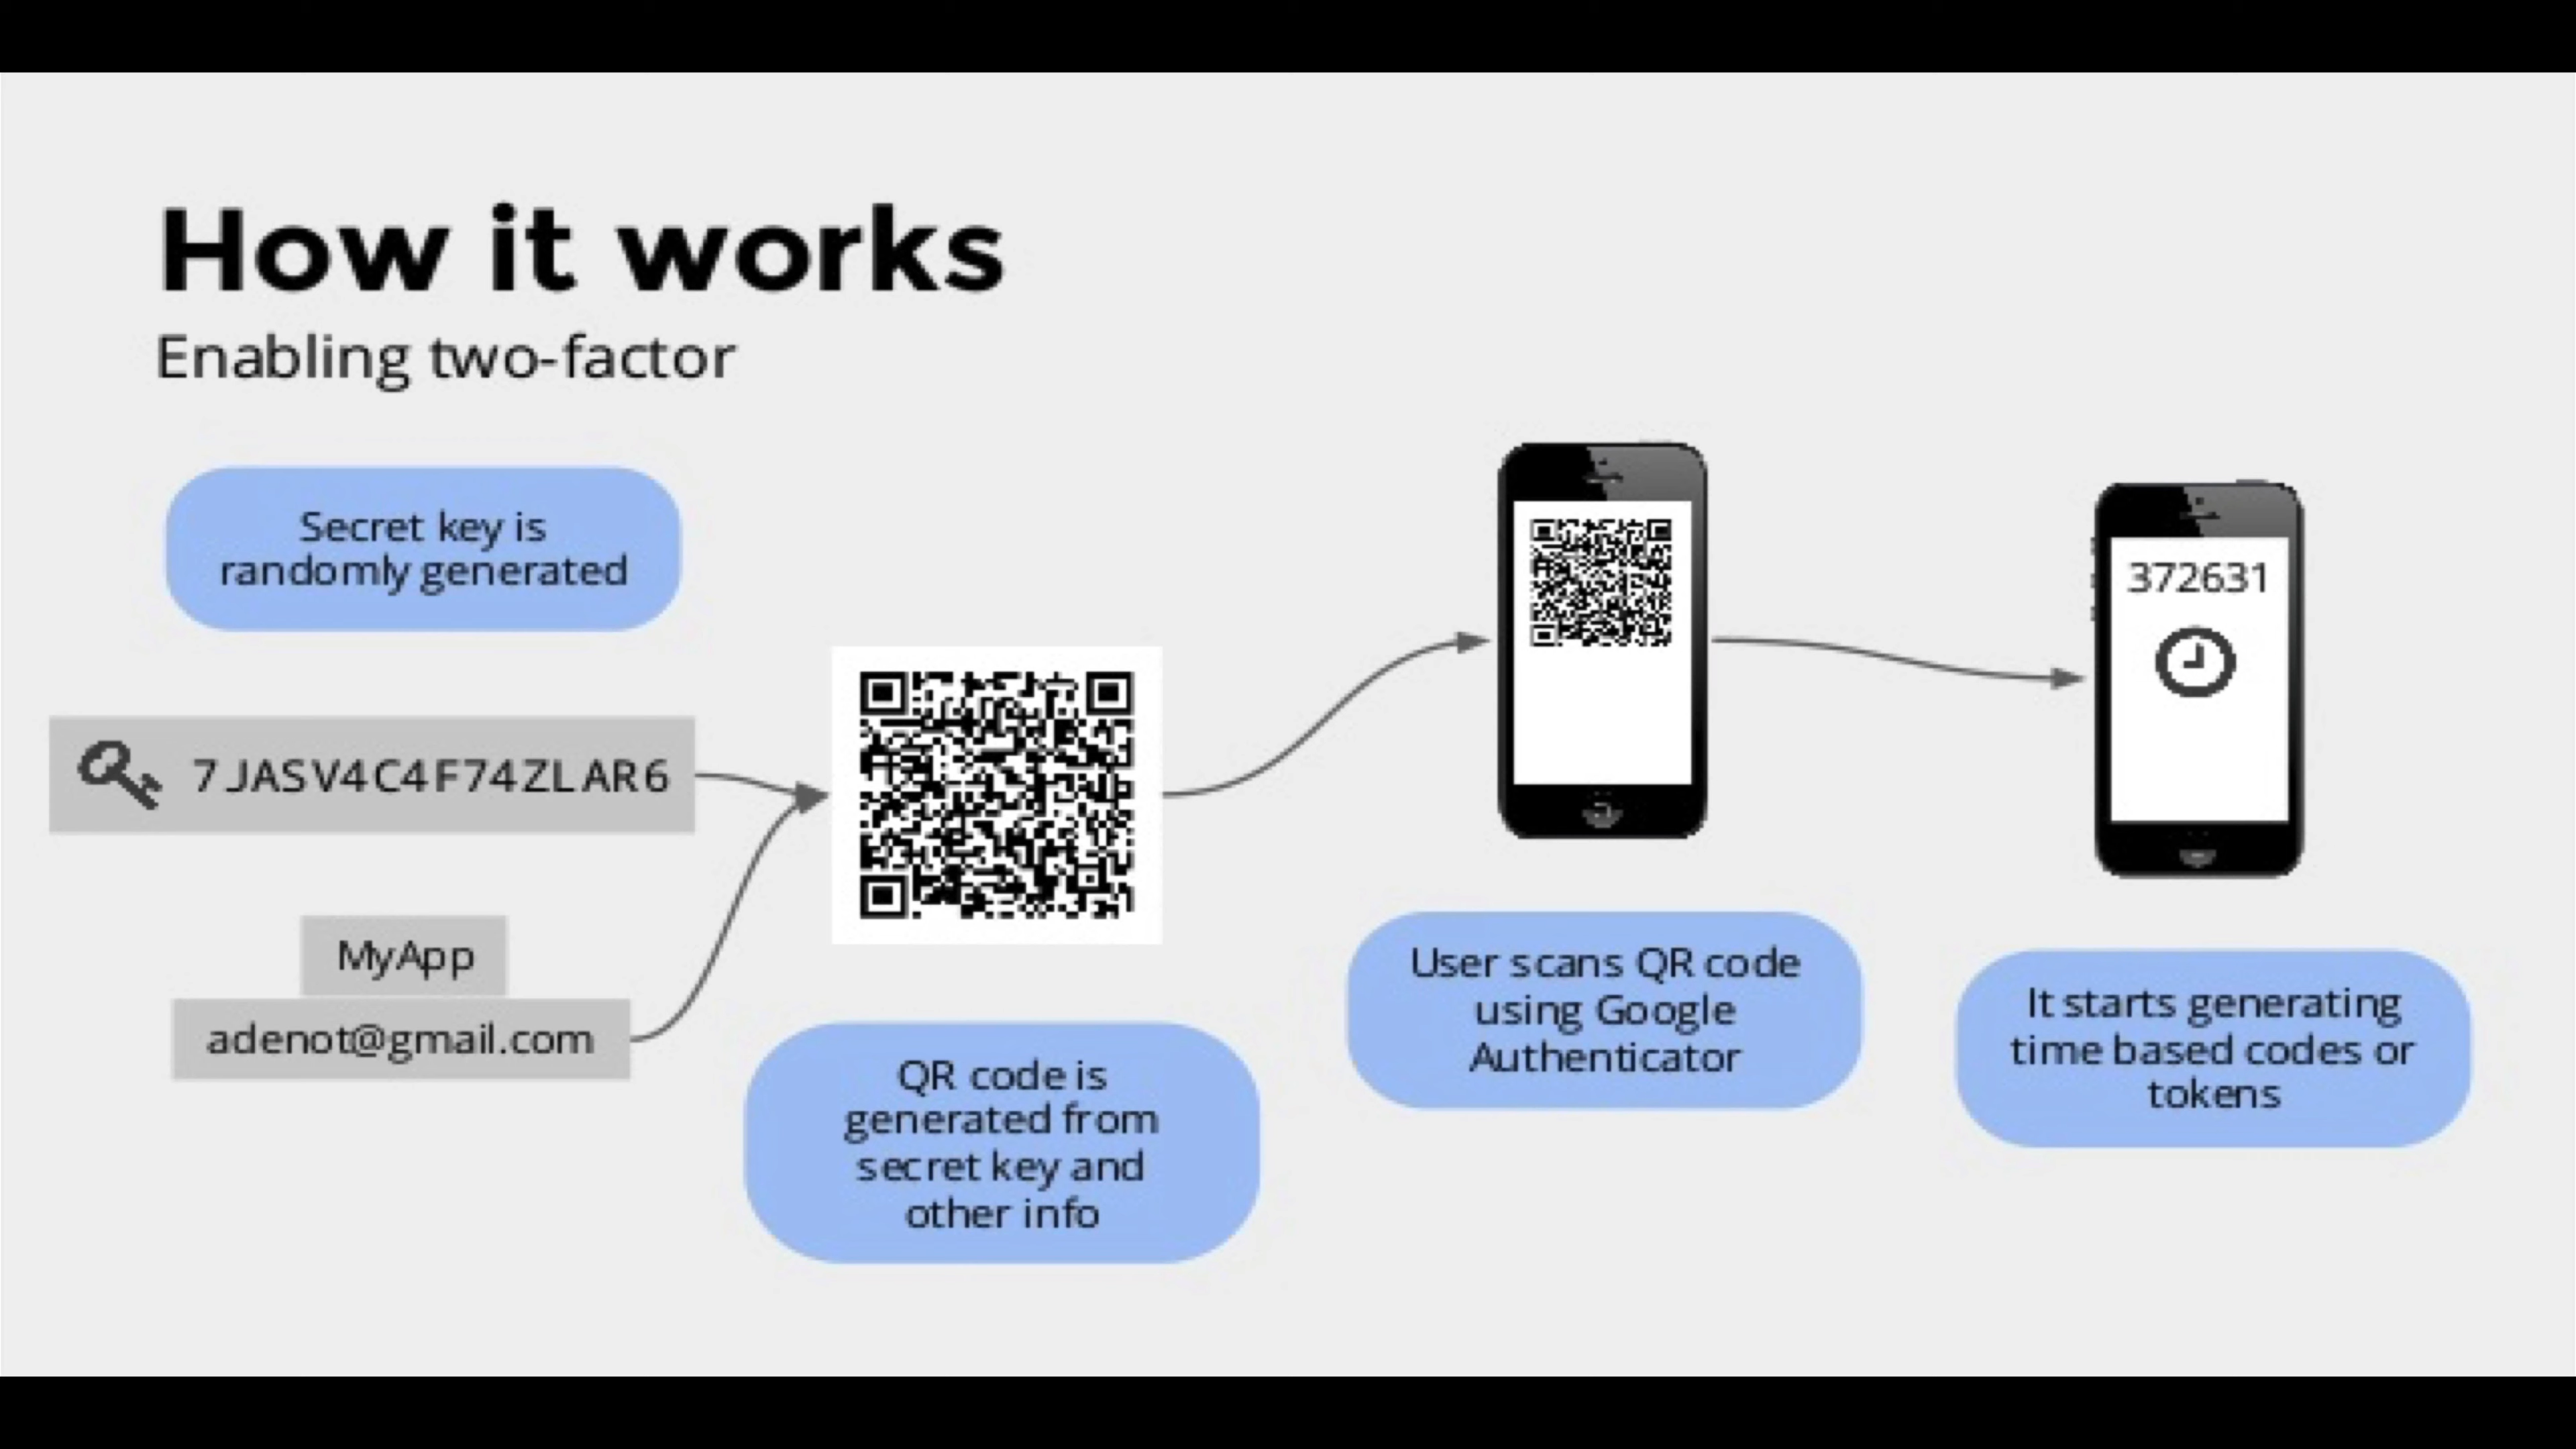 How it works
Enabling two-factor
Secret key is
randomly generated
7JASV4C4F74ZLAR6
MyApp
adenot@gmail.com
QR code is
generated from
secret key and
other info
User scans QR code
using Google
Authenticator
372631
It starts generating
time based codes or
tokens